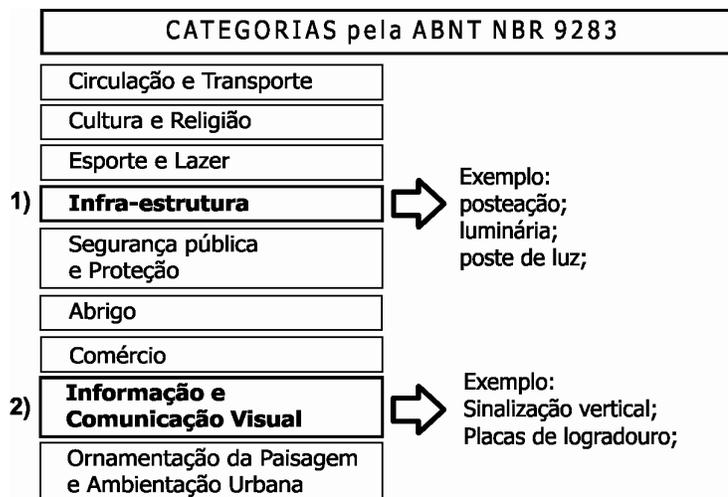 CATEGORIAS pela ABNT NBR 9283
Circulação e Transporte
Cultura e Religião
Esporte e Lazer
1) Infra-estrutura
Exemplo:
posteação;
luminária;
poste de luz;
Segurança pública
e Proteção
Abrigo
Comércio
2) Informação e
Comunicação Visual
Exemplo:
Sinalização vertical;
Placas de logradouro;
Ornamentação da Paisagem
e Ambientação Urbana